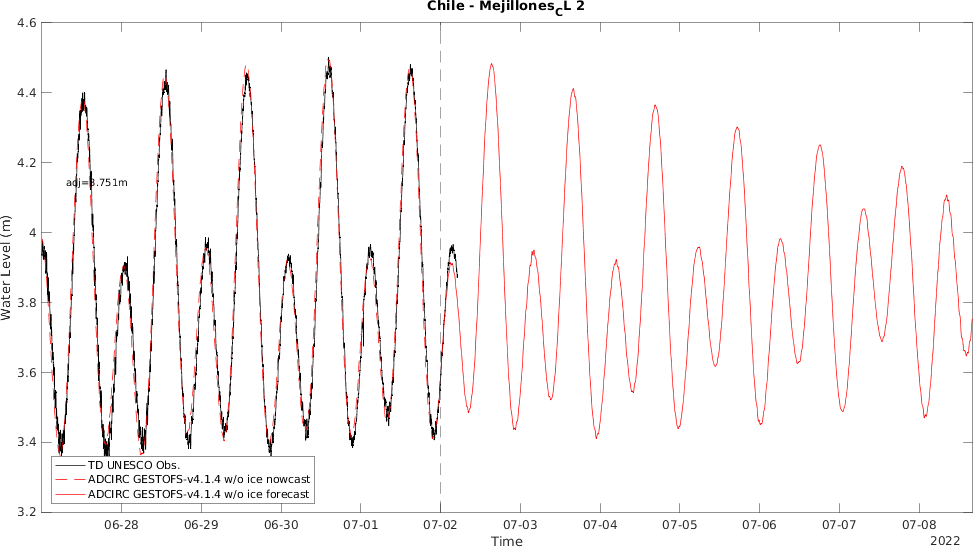 Chile - Mejillones_CL 2
4.6
4.4
4.2
4
3.8
3.6
3.4
3.2
Water Level (m)
adj=3.751m
TD UNESCO Obs.
ADCIRC GESTOFS-v4.1.4 w/o ice nowcast
ADCIRC GESTOFS-v4.1.4 w/o ice forecast
06-28 06-29 06-30 07-01 07-02 07-03 07-04 07-05 07-06 07-07 07-08
Time
2022